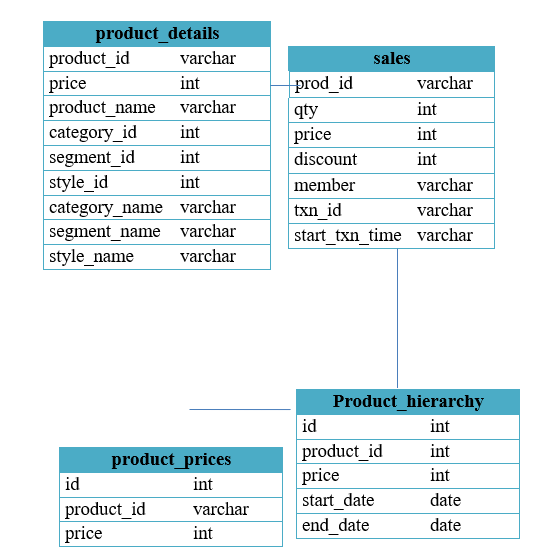 product_details
product_id varchar
price int
product_name varchar
category_id int
segment_id int
style_id int
category_name varchar
segment_name varchar
style_name varchar
sales
prod_id varchar
qty int
price int
discount int
member varchar
txn_id varchar
start_txn_time varchar
Product_hierarchy
id int
product_id int
price int
start_date date
end_date date
product_prices
id int
product_id varchar
price int